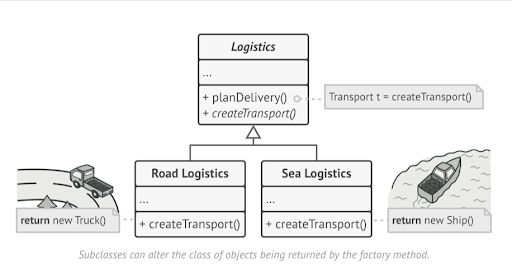 Logistics
...
+ planDelivery()
+ createTransport()
Transport t = createTransport()
Road Logistics
...
+ createTransport()
return new Truck()
Sea Logistics
...
+ createTransport()
return new Ship()
Subclasses can alter the class of objects being returned by the factory method.